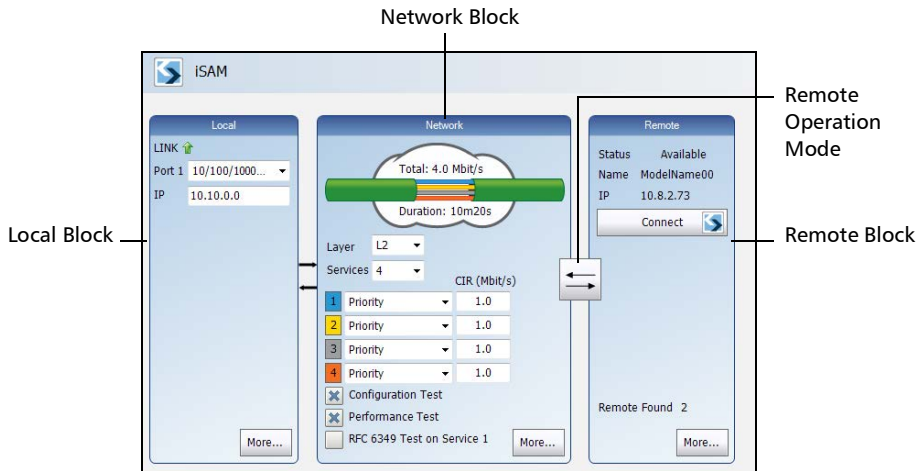 Network Block
iSAM
Remote
Operation
Mode
Local
Network
Remote
LINK
Port 1 10/100/1000...
IP 10.10.0.0
Total: 4.0 Mbit/s
Duration: 10m20s
Status Available
Name ModelName00
IP 10.8.2.73
Connect
Local Block
Remote Block
Layer L2
Services 4
CIR (Mbit/s)
1 Priority 1.0
2 Priority 1.0
3 Priority 1.0
4 Priority 1.0
Configuration Test
Performance Test
RFC 6349 Test on Service 1
Remote Found 2
More...
More...
More...